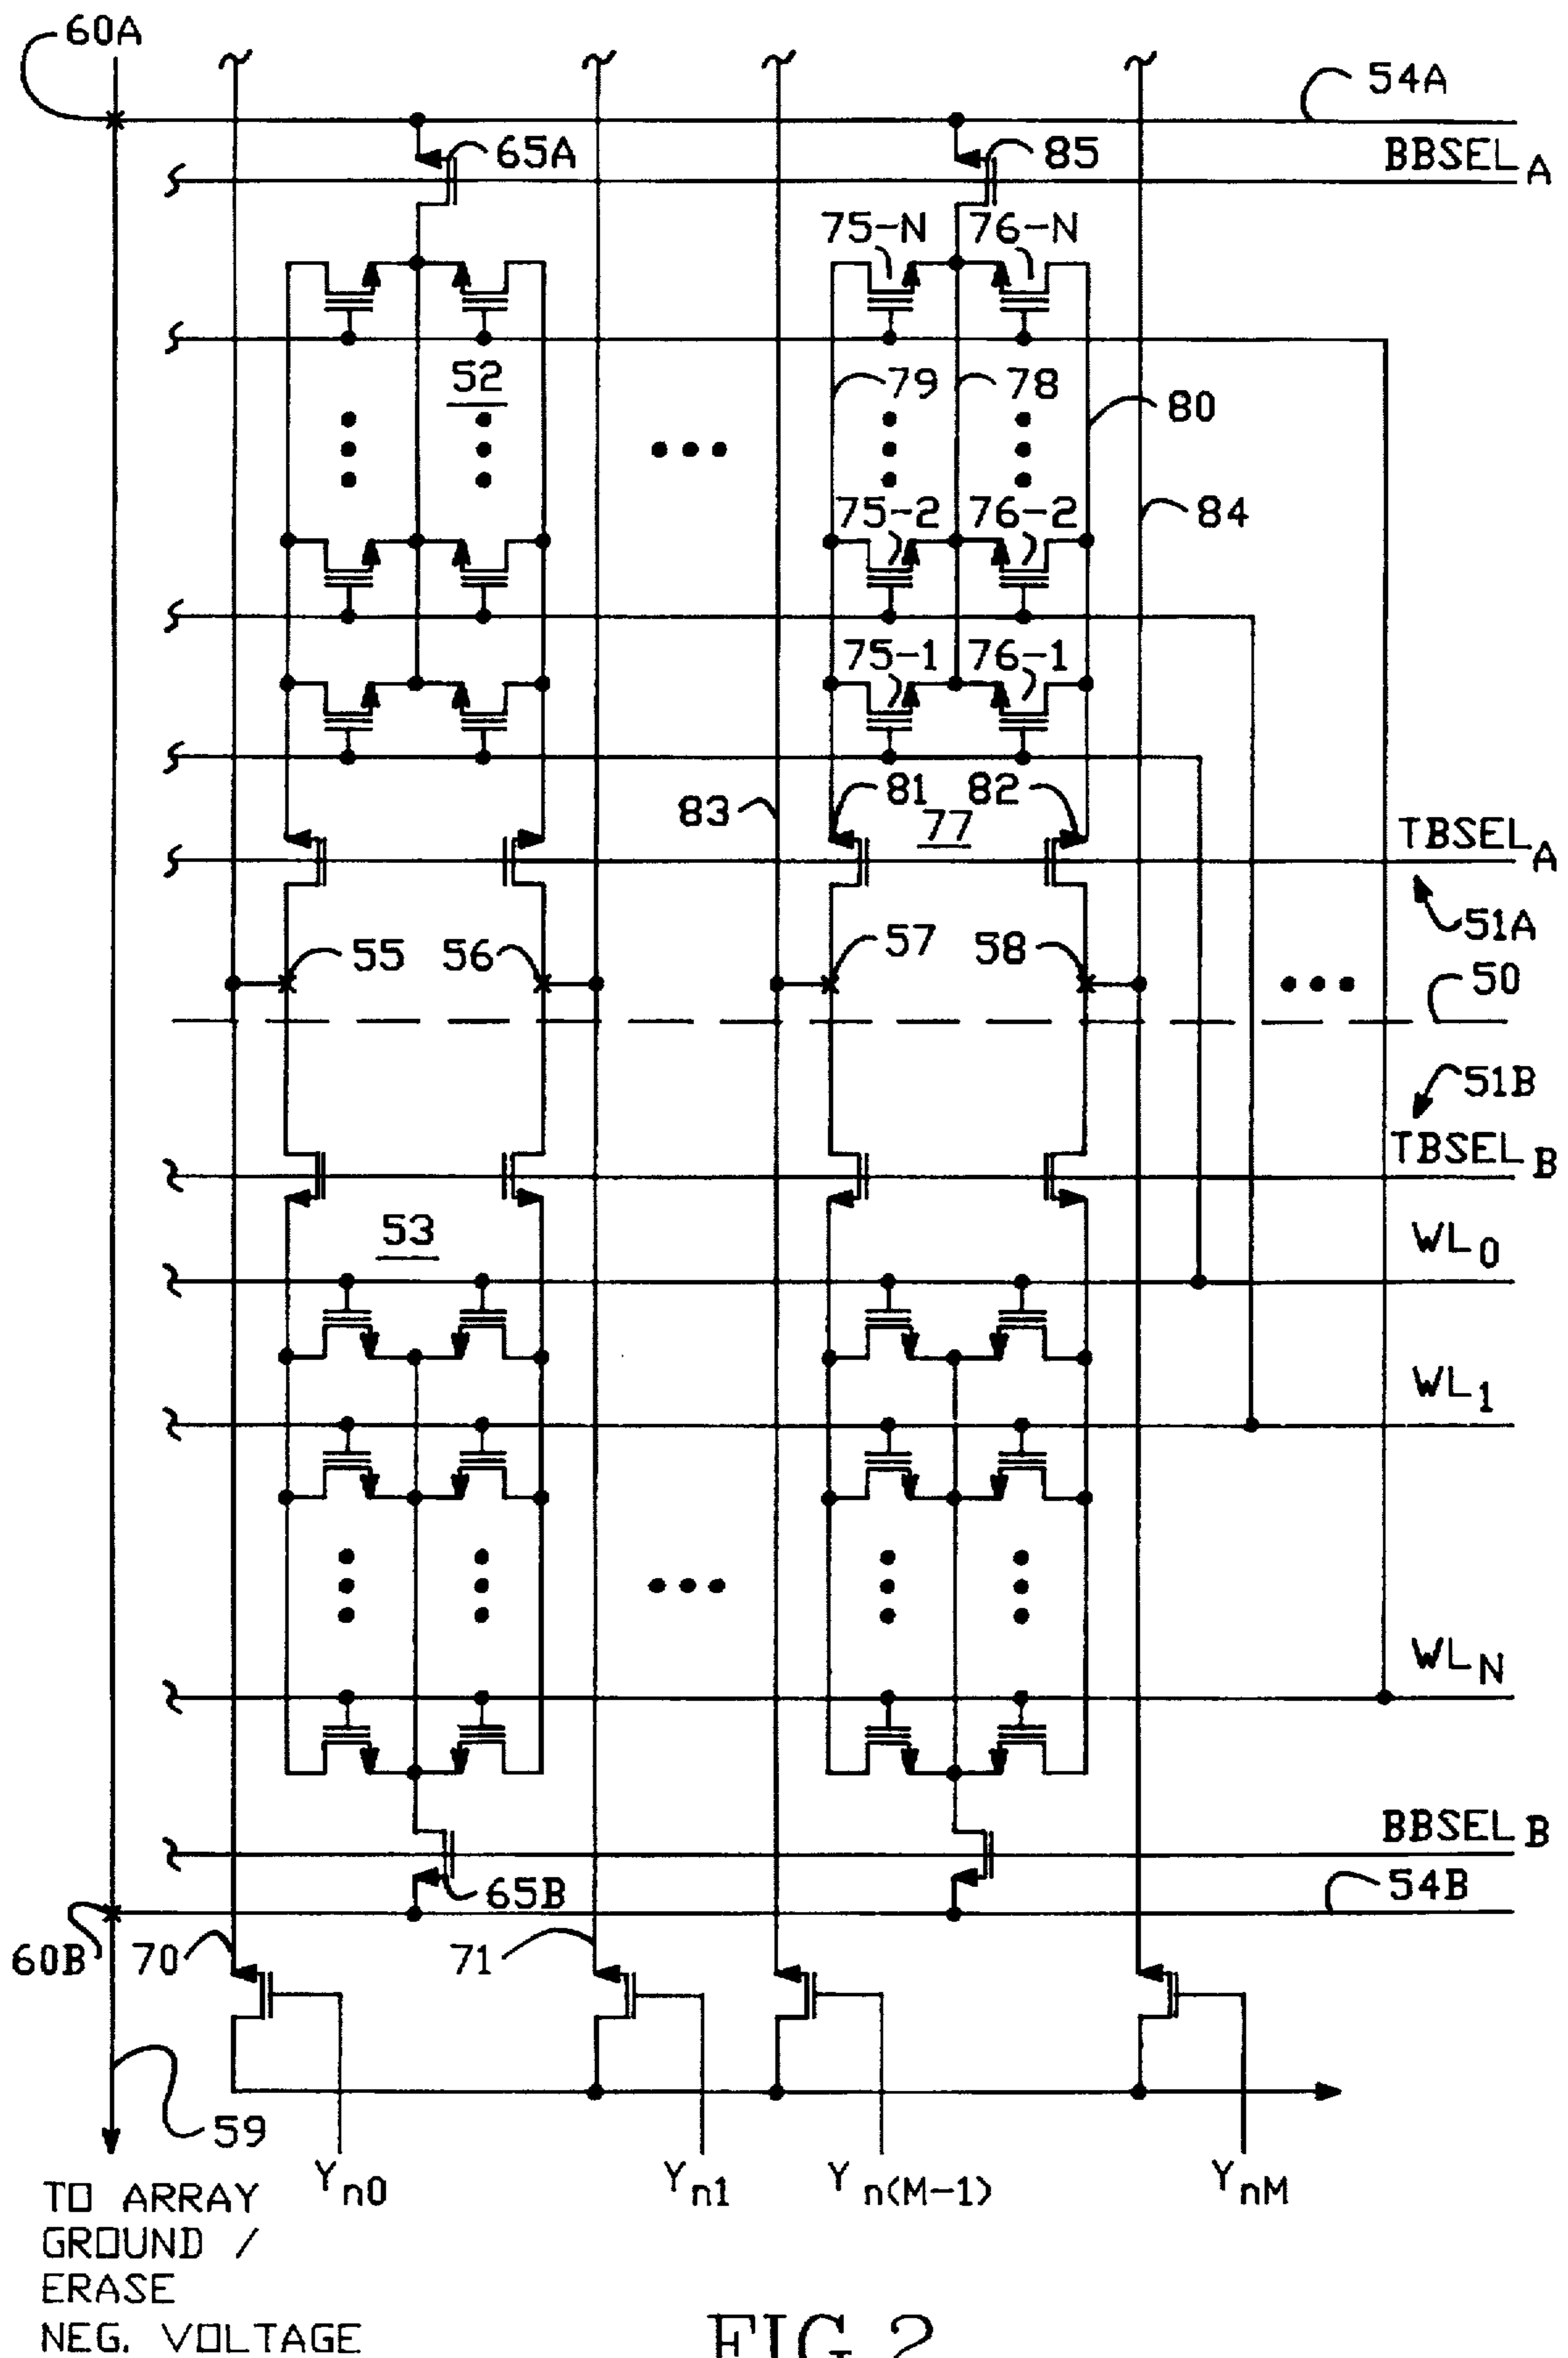 60A
54A
65A
85
BBSEL A
75-N
76-N
52
79
78
80
75-2
76-2
84
75-1
76-1
83
81
82
77
TBSEL A
51A
55
56
57
58
50
51B
TBSEL B
53
WL 0
WL 1
WL N
BBSEL B
65B
54B
60B
70
71
59
Y n0
Y n1
Y n(M-1)
Y nM
TO ARRAY
GROUND /
ERASE
NEG. VOLTAGE
FIG. 2